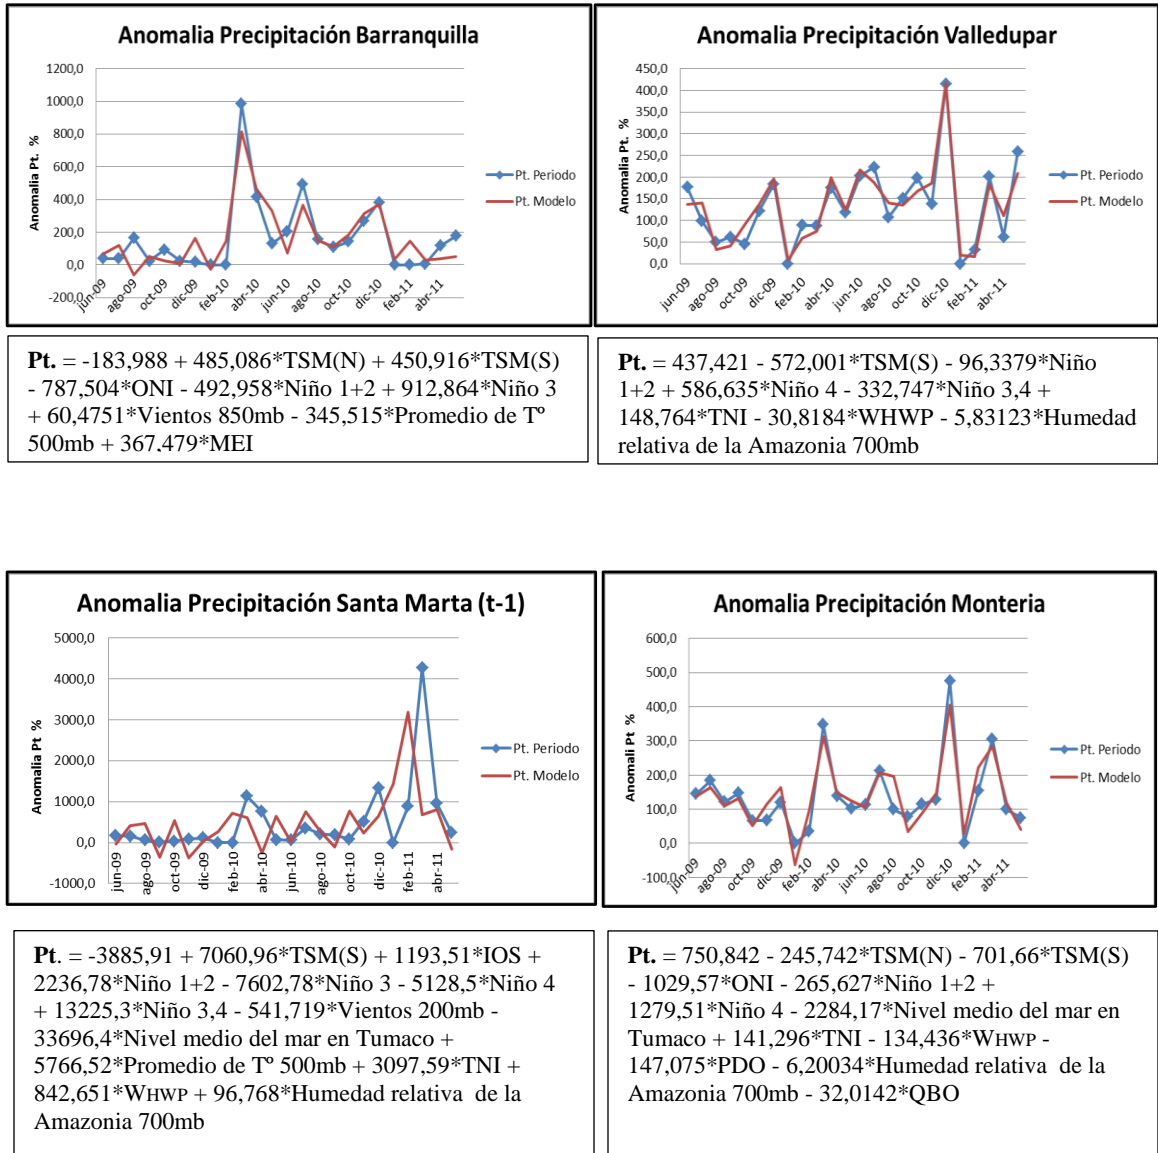 Anomalia Precipitación Barranquilla
Anomalia Pt. %
1200,0
1000,0
800,0
600,0
400,0
200,0
0,0
-200,0
jun-09
ago-09
oct-09
dic-09
feb-10
abr-10
jun-10
ago-10
oct-10
dic-10
feb-11
abr-11
Pt. Periodo
Pt. Modelo
Pt. = -183,988 + 485,086*TSM(N) + 450,916*TSM(S)
- 787,504*ONI - 492,958*Niño 1+2 + 912,864*Niño 3
+ 60,4751*Vientos 850mb - 345,515*Promedio de Tº
500mb + 367,479*MEI
Anomalia Precipitación Valledupar
Anomalia Pt. %
450,0
400,0
350,0
300,0
250,0
200,0
150,0
100,0
50,0
0,0
jun-09
ago-09
oct-09
dic-09
feb-10
abr-10
jun-10
ago-10
oct-10
dic-10
feb-11
abr-11
Pt. Periodo
Pt. Modelo
Pt. = 437,421 - 572,001*TSM(S) - 96,3379*Niño
1+2 + 586,635*Niño 4 - 332,747*Niño 3,4 +
148,764*TNI - 30,8184*WHWP - 5,83123*Humedad
relativa de la Amazonia 700mb
Anomalia Precipitación Santa Marta (t-1)
Anomalia Pt %
5000,0
4000,0
3000,0
2000,0
1000,0
0,0
-1000,0
jun-09
ago-09
oct-09
dic-09
feb-10
abr-10
jun-10
ago-10
oct-10
dic-10
feb-11
abr-11
Pt. Periodo
Pt. Modelo
Pt. = -3885,91 + 7060,96*TSM(S) + 1193,51*IOS +
2236,78*Niño 1+2 - 7602,78*Niño 3 - 5128,5*Niño 4
+ 13225,3*Niño 3,4 - 541,719*Vientos 200mb -
33696,4*Nivel medio del mar en Tumaco +
5766,52*Promedio de Tº 500mb + 3097,59*TNI +
842,651*WHWP + 96,768*Humedad relativa de la
Amazonia 700mb
Anomalia Precipitación Monteria
Anomali Pt %
600,0
500,0
400,0
300,0
200,0
100,0
0,0
-100,0
jun-09
ago-09
oct-09
dic-09
feb-10
abr-10
jun-10
ago-10
oct-10
dic-10
feb-11
abr-11
Pt. Periodo
Pt. Modelo
Pt. = 750,842 - 245,742*TSM(N) - 701,66*TSM(S)
- 1029,57*ONI - 265,627*Niño 1+2 +
1279,51*Niño 4 - 2284,17*Nivel medio del mar en
Tumaco + 141,296*TNI - 134,436*WHWP -
147,075*PDO - 6,20034*Humedad relativa de la
Amazonia 700mb - 32,0142*QBO